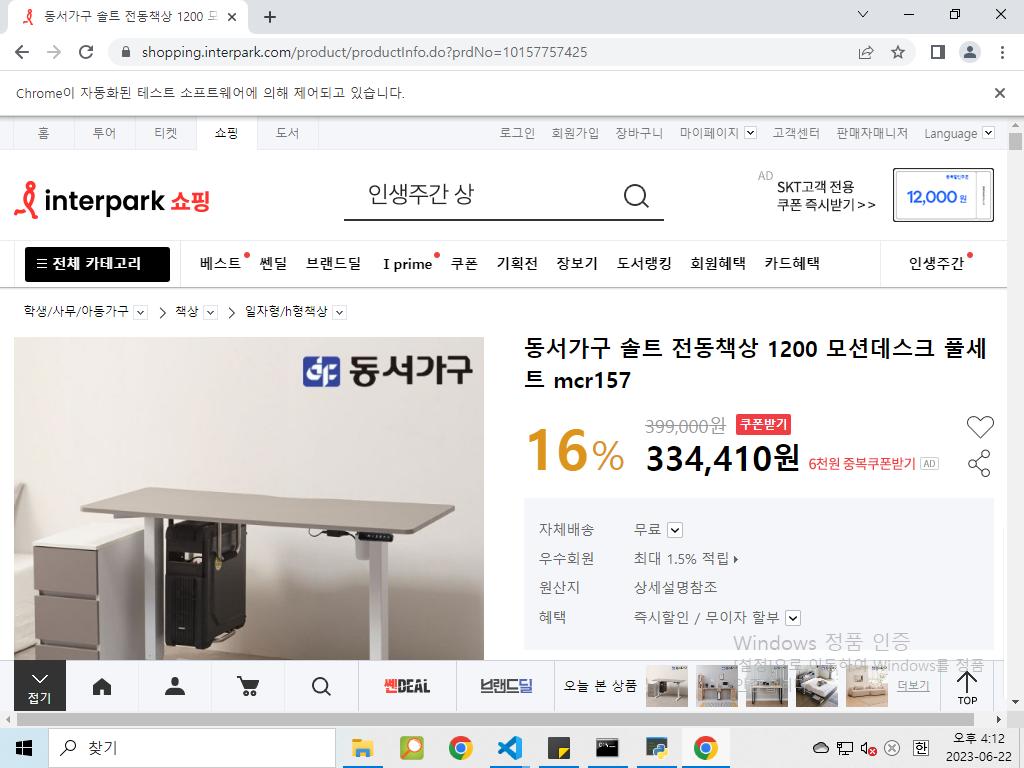 동서가구 솔트 전동책상 1200 모
shopping.interpark.com/product/productInfo.do?prdNo=10157757425
Chrome이 자동화된 테스트 소프트웨어에 의해 제어되고 있습니다.
홈 투어 티켓 쇼핑 도서 로그인 회원가입 장바구니 마이페이지 고객센터 판매자매니저 Language
interpark 쇼핑
인생주간 상
AD SKT고객 전용
쿠폰 즉시받기>>
12,000원
전체 카테고리 베스트 쎈딜 브랜드딜 I prime 쿠폰 기획전 장보기 도서랭킹 회원혜택 카드혜택 인생주간
학생/사무/아동가구 책상 일자형/h형책상
동서가구
동서가구 솔트 전동책상 1200 모션데스크 풀세
트 mcr157
16% 399,000원 쿠폰받기
334,410원 6천원 중복쿠폰받기 AD
자체배송 무료
우수회원 최대 1.5% 적립
원산지 상세설명참조
혜택 즉시할인 / 무이자 할부
Windows 정품 인증
[설정]으로 이동하여 Windows를 정품
접기 쎈DEAL 브랜드딜 오늘 본 상품 더보기 TOP
찾기
한
오후 4:12
2023-06-22